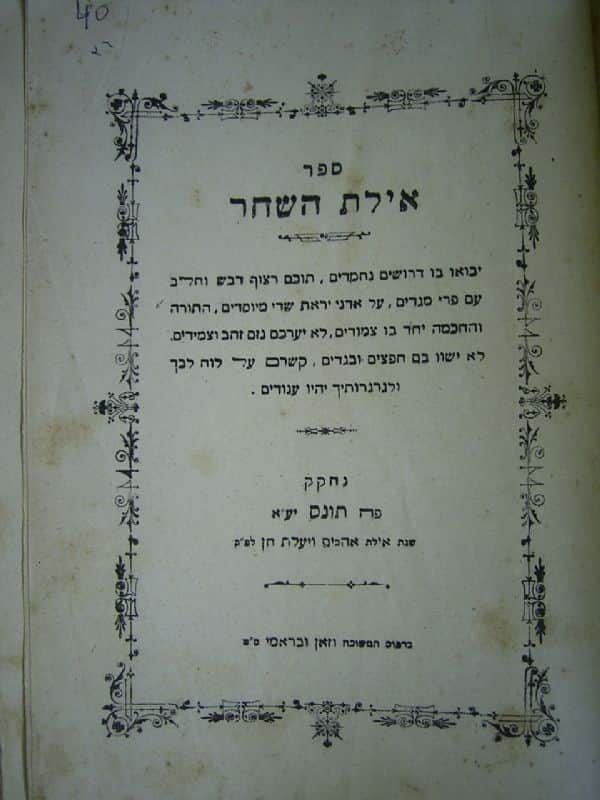 40
ספר
אילת השחר
יבואו בו דרושים נחמדים, תוכם רצוף דבש וחלב
עם פרי מגדים, על אדני יראת שדי מיוסדים, התורה
והחכמה יחד בו צמודים, לא יערכם נזם זהב וצמידים.
לא ישוו בם חפצים ובגדים, קשרם על לוח לבך
ולגרגרותיך יהיו ענודים.
נחקק
פה תונס יע״א
שנת אילת אהבים ויעלת חן לפ״ק
בדפוס המשובח וזאן ובראמי ס״ט